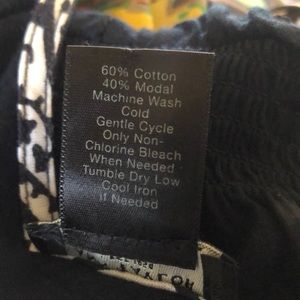 60% Cotton
40% Modal
Machine Wash
Cold
Gentle Cycle
Only Non-
Chlorine Bleach
When Needed
Tumble Dry Low
Cool Iron
if Needed